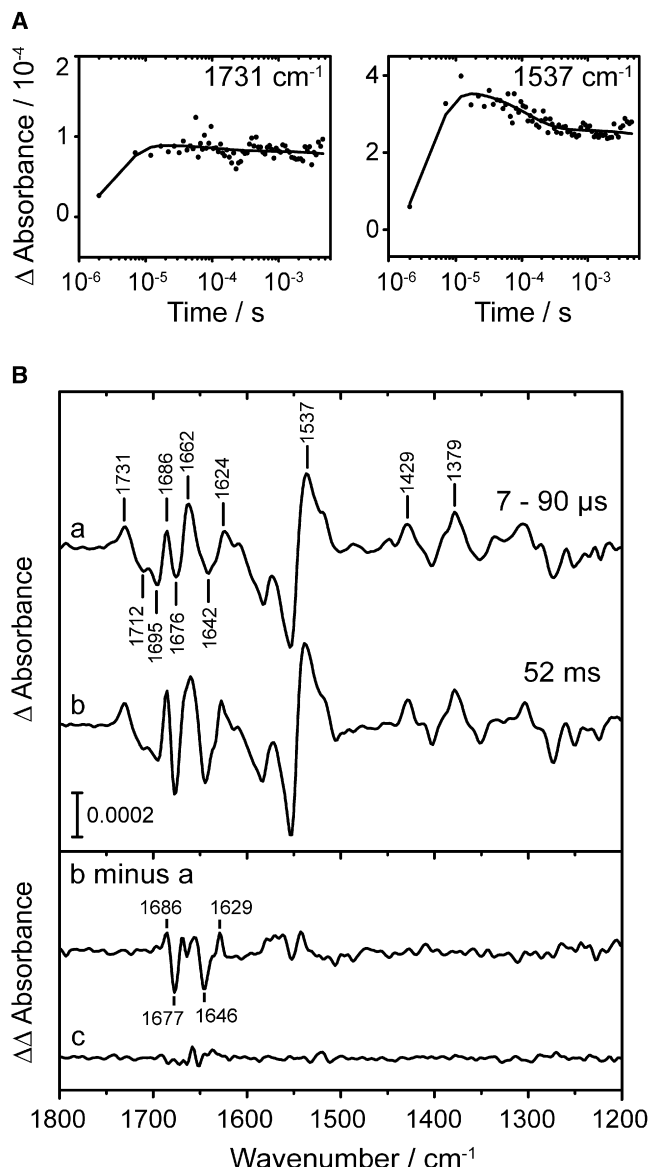 A
1731 cm⁻¹
1537 cm⁻¹
Δ Absorbance / 10⁻⁴
2
1
0
4
2
0
10⁻⁶ 10⁻⁵ 10⁻⁴ 10⁻³
10⁻⁶ 10⁻⁵ 10⁻⁴ 10⁻³
Time / s
Time / s
B
1731
1686
1662
1624
1537
1429
1379
7 - 90 µs
a
1712
1695
1676
1642
Δ Absorbance
52 ms
b
0.0002
b minus a
1686
1629
1677
1646
ΔΔ Absorbance
c
1800 1700 1600 1500 1400 1300 1200
Wavenumber / cm⁻¹